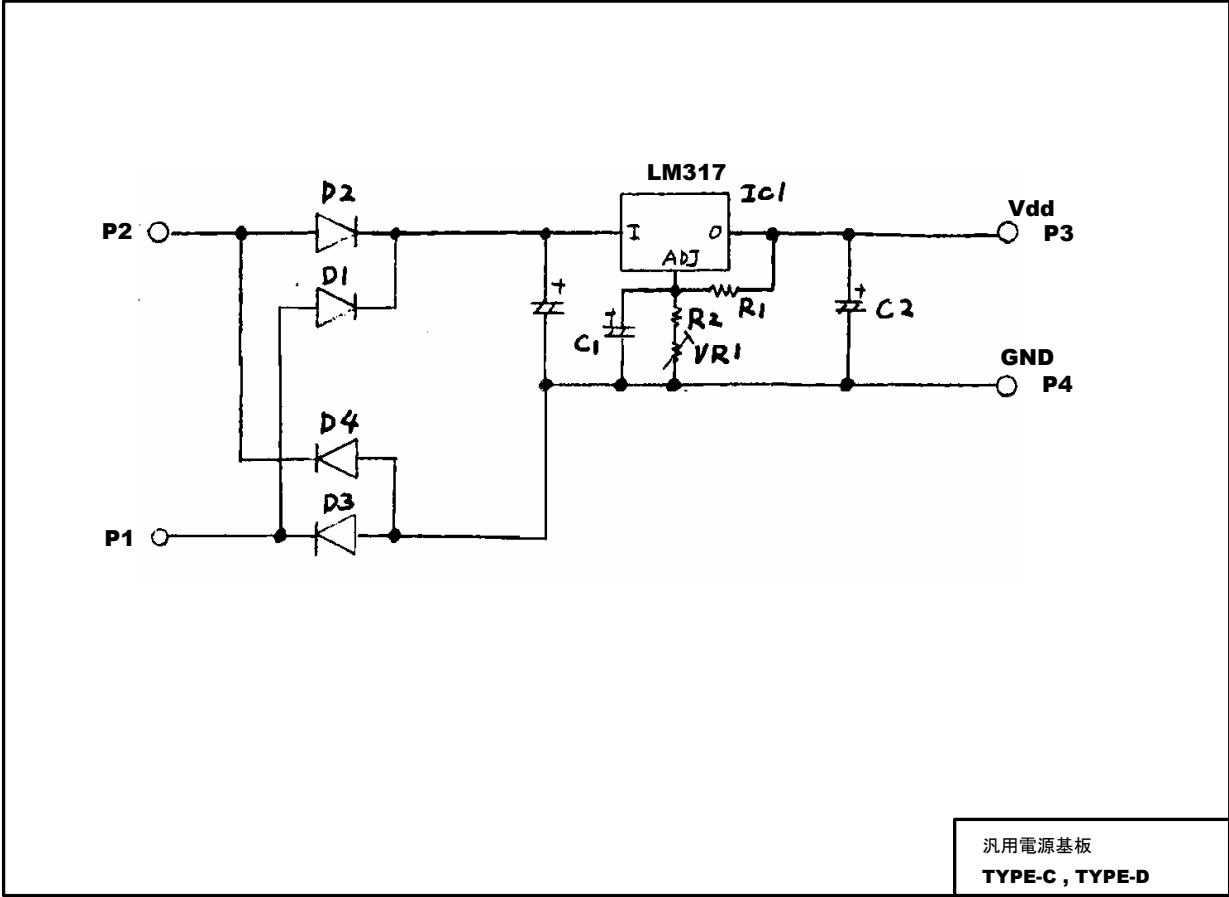 LM317
IC1
D2
Vdd
P2
I
O
P3
ADJ
D1
+
+
+
R1
C2
R2
C1
VR1
GND
P4
D4
D3
P1
汎用電源基板
TYPE-C , TYPE-D